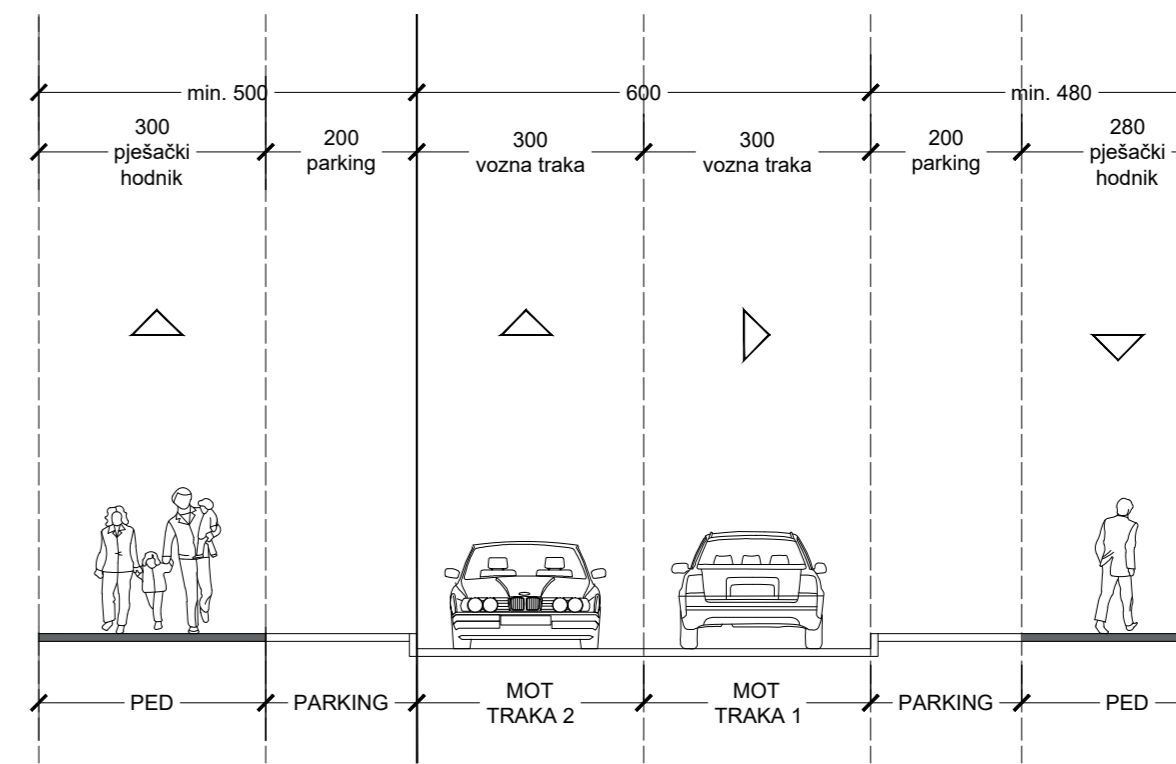 min. 500
600
min. 480
300
pješački
hodnik
200
parking
300
vozna traka
300
vozna traka
200
parking
280
pješački
hodnik
PED
PARKING
MOT
TRAKA 2
MOT
TRAKA 1
PARKING
PED